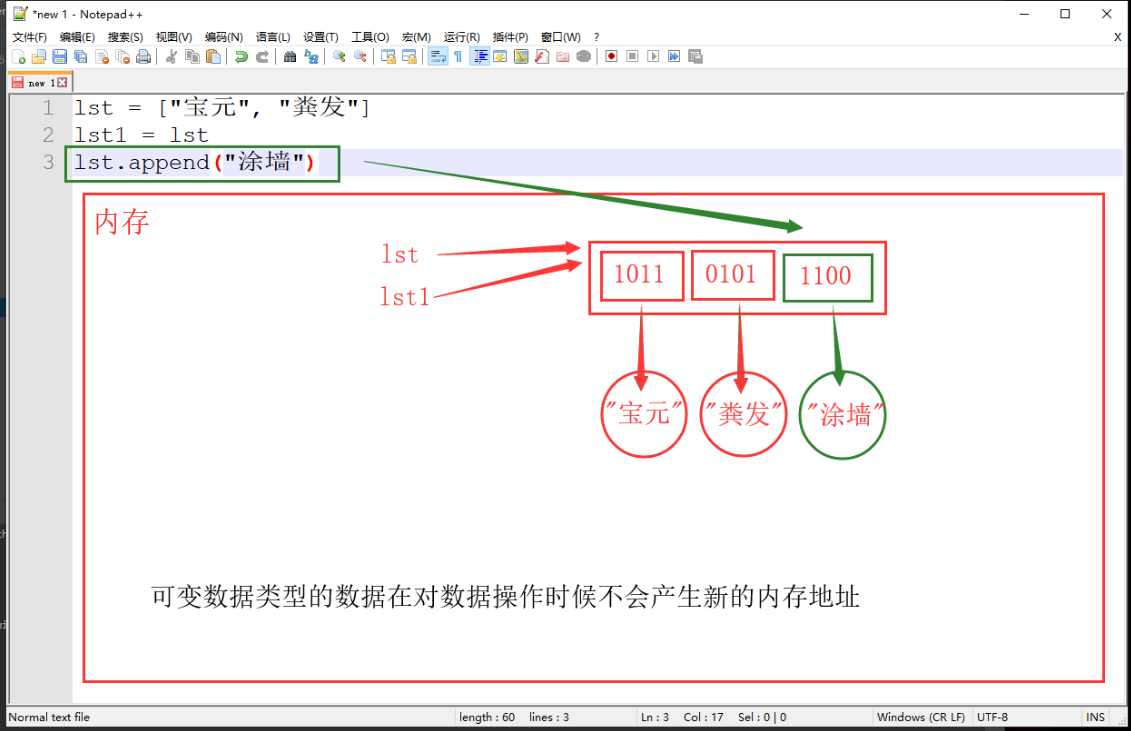 *new 1 - Notepad++
文件(F) 编辑(E) 搜索(S) 视图(V) 编码(N) 语言(L) 设置(T) 工具(O) 宏(M) 运行(R) 插件(P) 窗口(W) ? X
new 1
1 lst = ["宝元", "粪发"]
2 lst1 = lst
3 lst.append("涂墙")
内存
lst
lst1
1011 0101 1100
"宝元" "粪发" "涂墙"
可变数据类型的数据在对数据操作时候不会产生新的内存地址
Normal text file length : 60 lines : 3 Ln : 3 Col : 17 Sel : 0 | 0 Windows (CR LF) UTF-8 INS